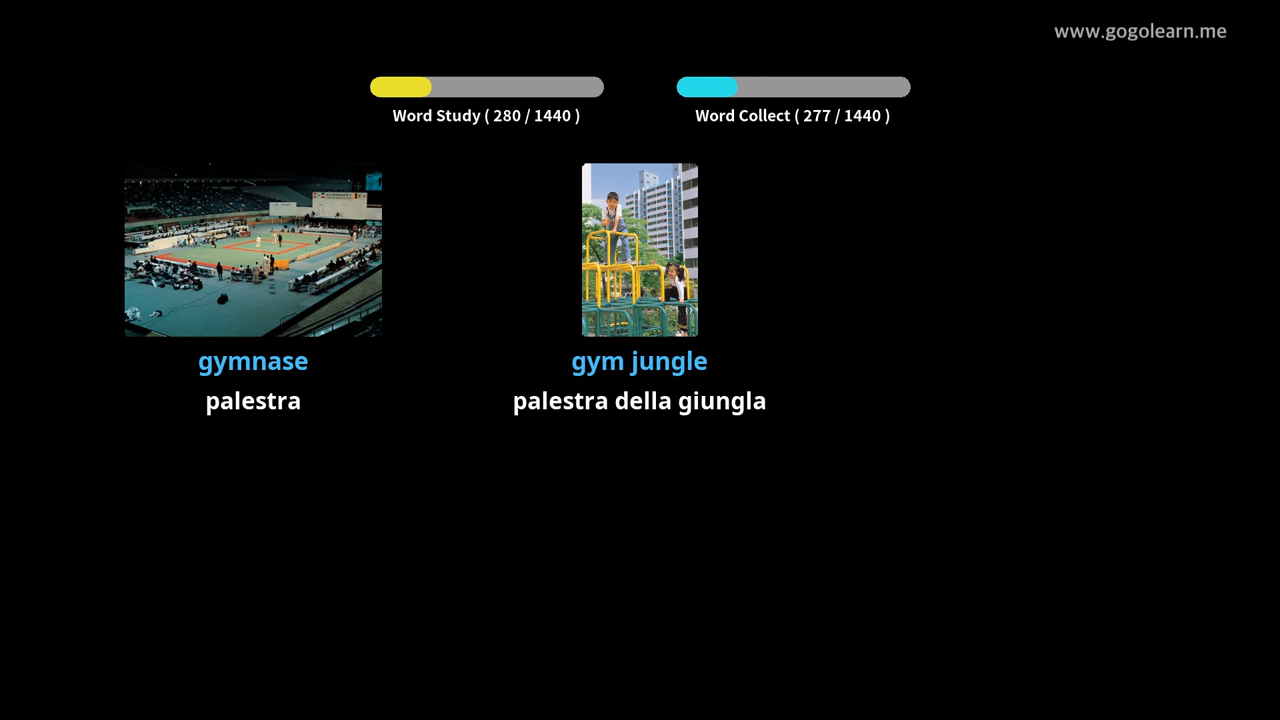 www.gogolearn.me
Word Study ( 280 / 1440 )
Word Collect ( 277 / 1440 )
gymnase
gym jungle
palestra
palestra della giungla